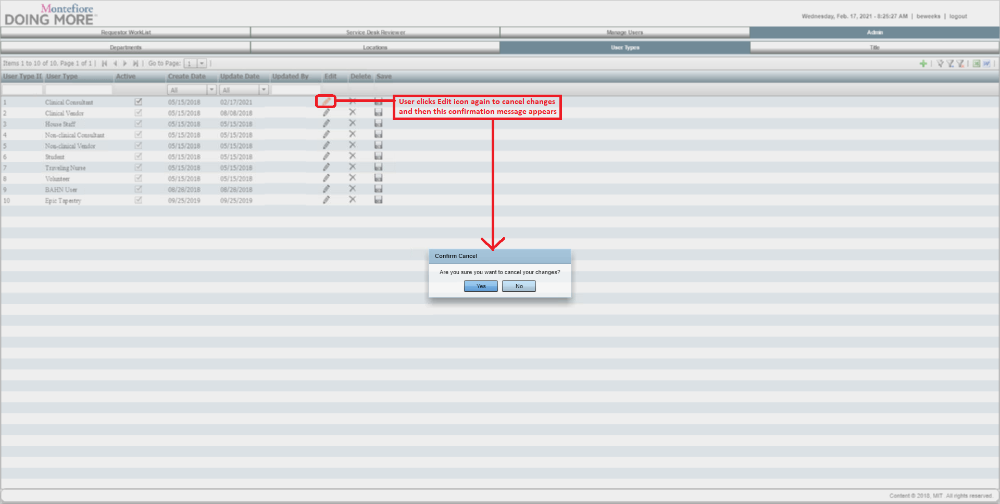 Montefiore
DOING MORE
Wednesday, Feb. 17, 2021 - 8:25:27 AM | beweeks | logout
Requestor WorkList Service Desk Reviewer Manage Users Admin
Departments Locations User Types Title
Items 1 to 10 of 10. Page 1 of 1 | Go to Page: 1
User Type II User Type Active Create Date Update Date Updated By Edit Delete Save
All All
1 Clinical Consultant 05/15/2018 02/17/2021
User clicks Edit icon again to cancel changes
and then this confirmation message appears
2 Clinical Vendor 05/15/2018 08/08/2018
3 House Staff 05/15/2018 05/15/2018
4 Non-clinical Consultant 05/15/2018 05/15/2018
5 Non-clinical Vendor 05/15/2018 05/15/2018
6 Student 05/15/2018 05/15/2018
7 Traveling Nurse 05/15/2018 05/15/2018
8 Volunteer 05/15/2018 05/15/2018
9 BAHN User 08/28/2018 08/28/2018
10 Epic Tapestry 09/25/2019 09/25/2019
Confirm Cancel
Are you sure you want to cancel your changes?
Yes No
Content © 2018, MIT .All rights reserved.